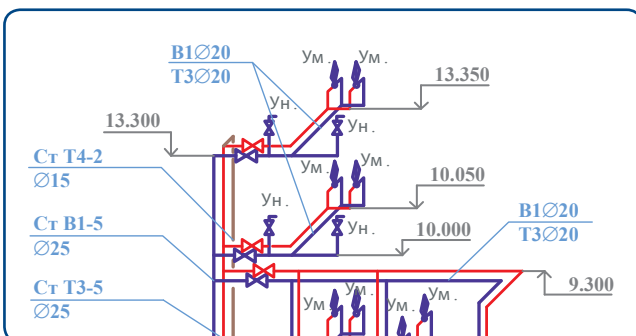 В1∅20
Т3∅20
Ум.
Ум.
13.350
Ун.
13.300
Ун.
Ст Т4-2
∅15
Ум.
Ум.
10.050
Ун.
Ун.
В1∅20
Т3∅20
Ст В1-5
∅25
10.000
Ст Т3-5
∅25
9.300
Ум.
Ум.
Ум.
Ум.